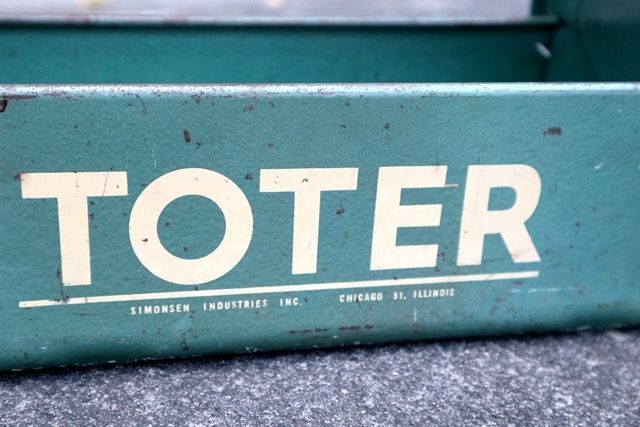 TOTER
SIMONSEN INDUSTRIES INC. CHICAGO 51, ILLINOIS